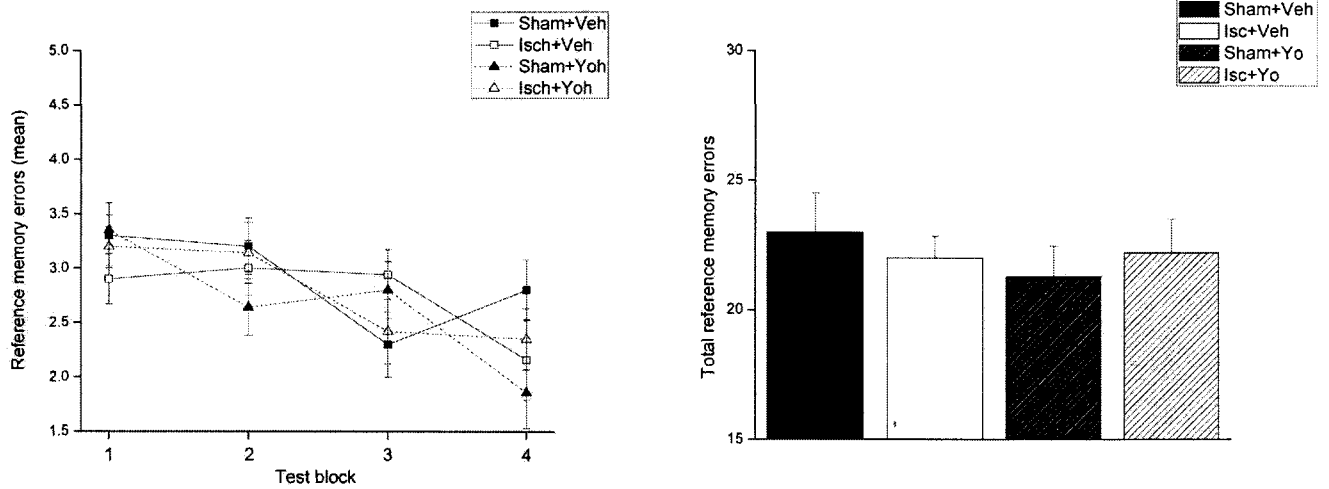 Sham+Veh
Isch+Veh
Sham+Yoh
Isch+Yoh
5.0
4.5
4.0
3.5
3.0
2.5
2.0
1.5
Reference memory errors (mean)
1 2 3 4
Test block
Sham+Veh
Isc+Veh
Sham+Yo
Isc+Yo
30
25
20
15
Total reference memory errors